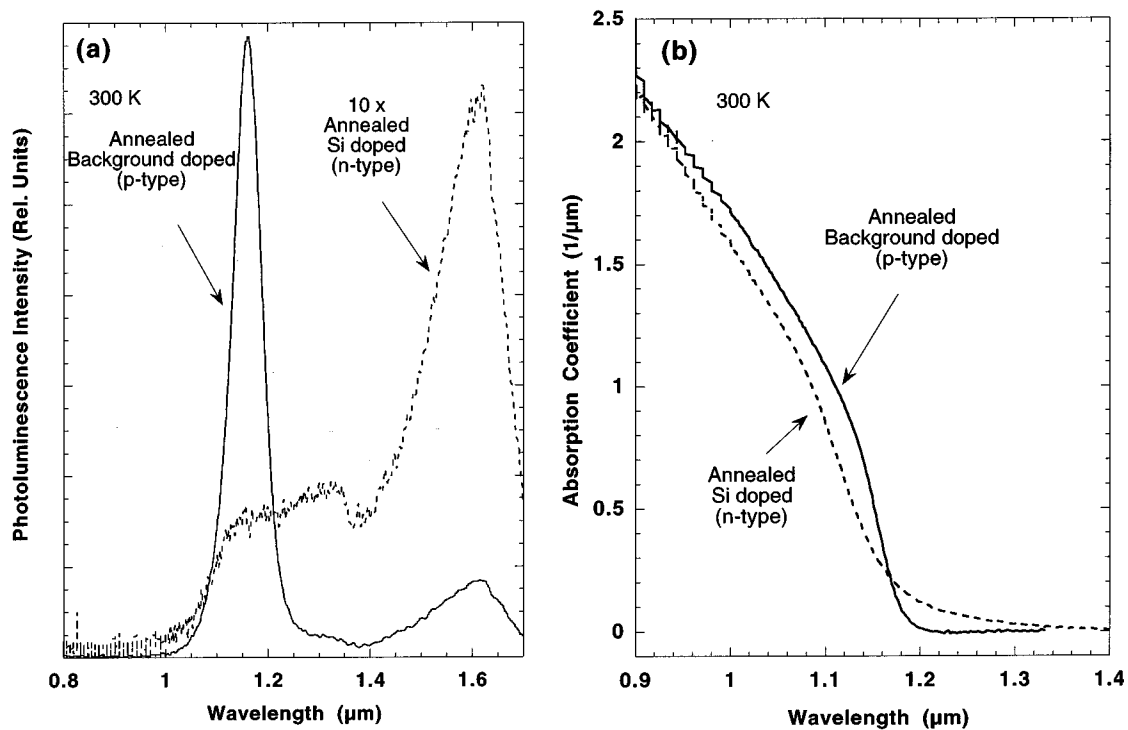 (a)
300 K
Annealed
Background doped
(p-type)
10 x
Annealed
Si doped
(n-type)
Photoluminescence Intensity (Rel. Units)
0.8 1 1.2 1.4 1.6
Wavelength (µm)
(b)
300 K
2.5
2
1.5
1
0.5
0
Annealed
Background doped
(p-type)
Annealed
Si doped
(n-type)
Absorption Coefficient (1/µm)
0.9 1 1.1 1.2 1.3 1.4
Wavelength (µm)